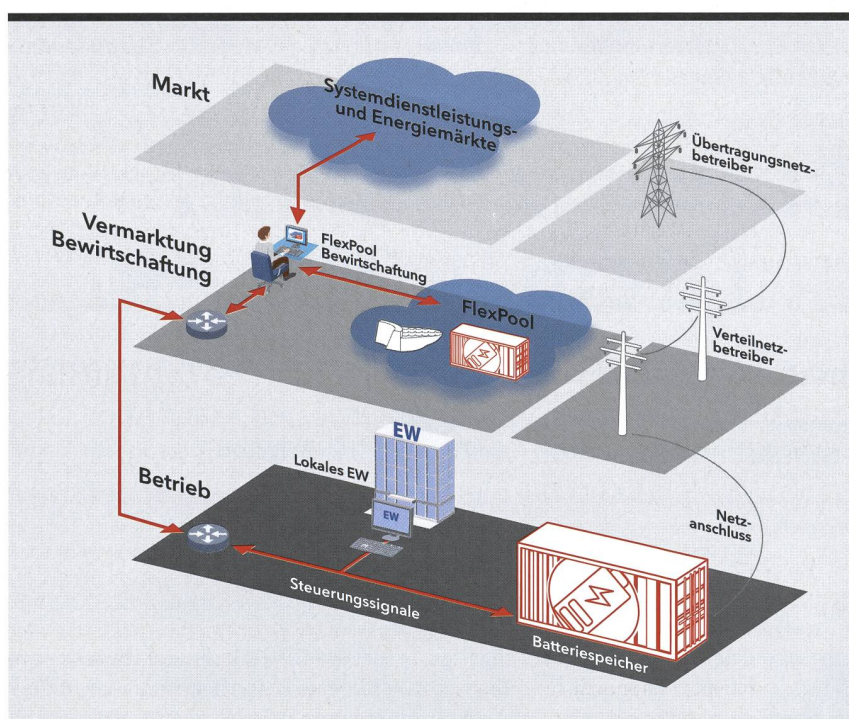 Markt
Systemdienstleistungs-
und Energiemärkte
Übertragungsnetz-
betreiber
Vermarktung
Bewirtschaftung
FlexPool
Bewirtschaftung
FlexPool
Verteilnetz-
betreiber
EW
Lokales EW
EW
Betrieb
Netz-
anschluss
Steuerungssignale
Batteriespeicher